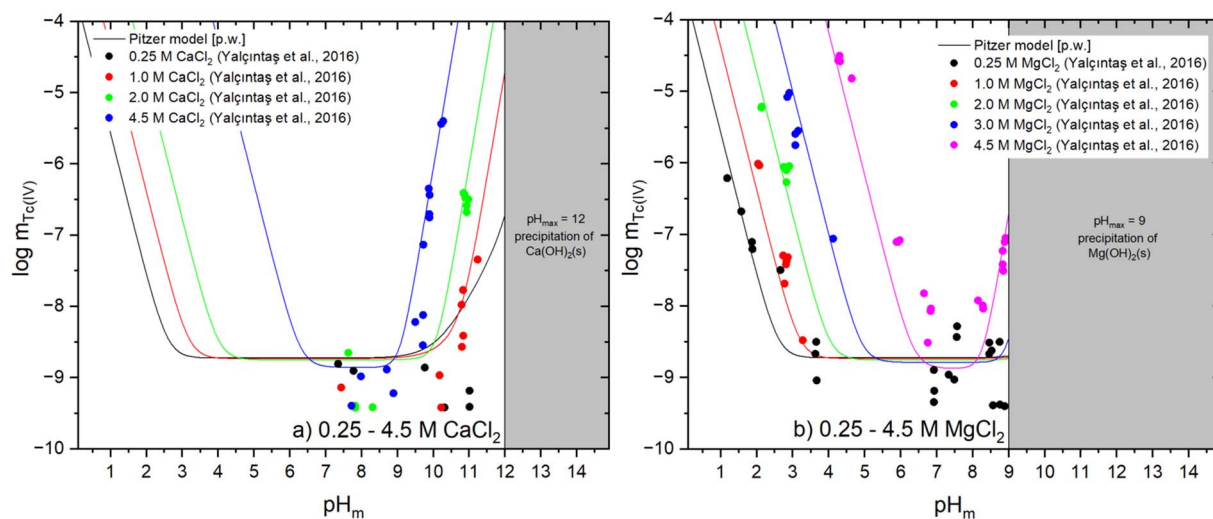 −4
−5
−6
−7
−8
−9
−10
log m_Tc(IV)
Pitzer model [p.w.]
0.25 M CaCl₂ (Yalçıntaş et al., 2016)
1.0 M CaCl₂ (Yalçıntaş et al., 2016)
2.0 M CaCl₂ (Yalçıntaş et al., 2016)
4.5 M CaCl₂ (Yalçıntaş et al., 2016)
pH_max = 12
precipitation of
Ca(OH)₂(s)
a) 0.25 - 4.5 M CaCl₂
1 2 3 4 5 6 7 8 9 10 11 12 13 14
pH_m
−4
−5
−6
−7
−8
−9
−10
log m_Tc(IV)
Pitzer model [p.w.]
0.25 M MgCl₂ (Yalçıntaş et al., 2016)
1.0 M MgCl₂ (Yalçıntaş et al., 2016)
2.0 M MgCl₂ (Yalçıntaş et al., 2016)
3.0 M MgCl₂ (Yalçıntaş et al., 2016)
4.5 M MgCl₂ (Yalçıntaş et al., 2016)
pH_max = 9
precipitation of
Mg(OH)₂(s)
b) 0.25 - 4.5 M MgCl₂
1 2 3 4 5 6 7 8 9 10 11 12 13 14
pH_m